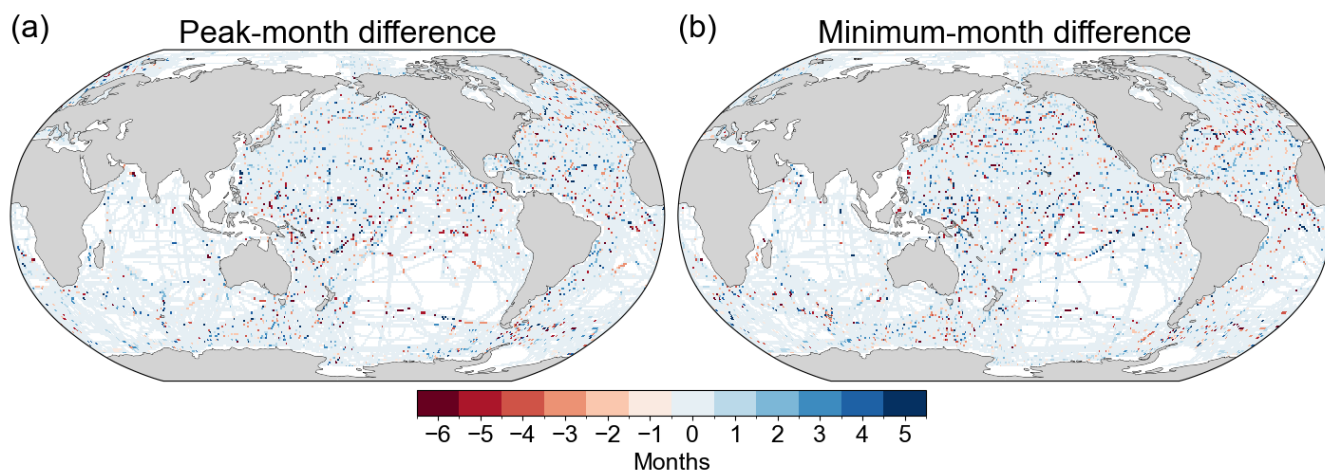 (a) Peak-month difference
(b) Minimum-month difference
−6 −5 −4 −3 −2 −1 0 1 2 3 4 5
Months